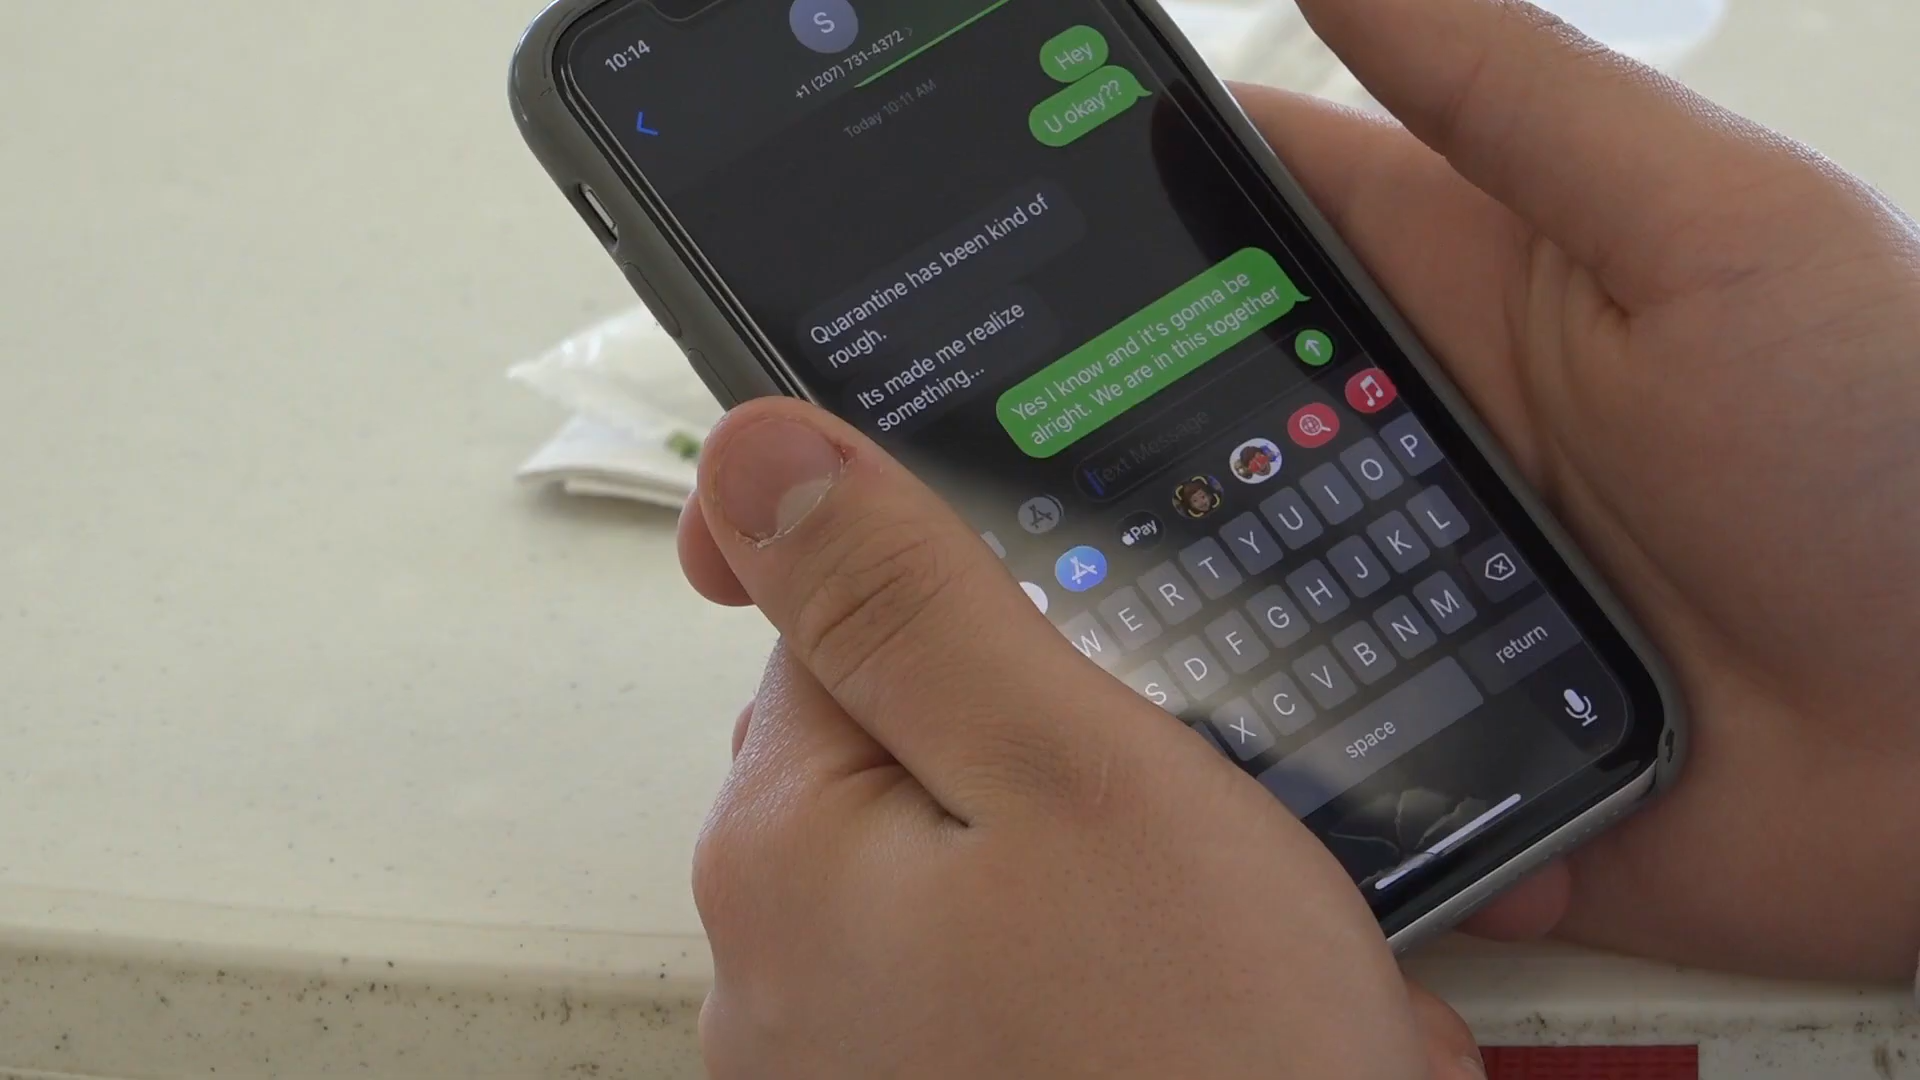 10:14
S
+1 (207) 731-4372
Today 10:11 AM
Hey
U okay??
Quarantine has been kind of
rough.
Its made me realize
something...
Yes I know and it's gonna be
alright. We are in this together
Text Message
Pay
W E R T Y U I O P
S D F G H J K L
X C V B N M
space return